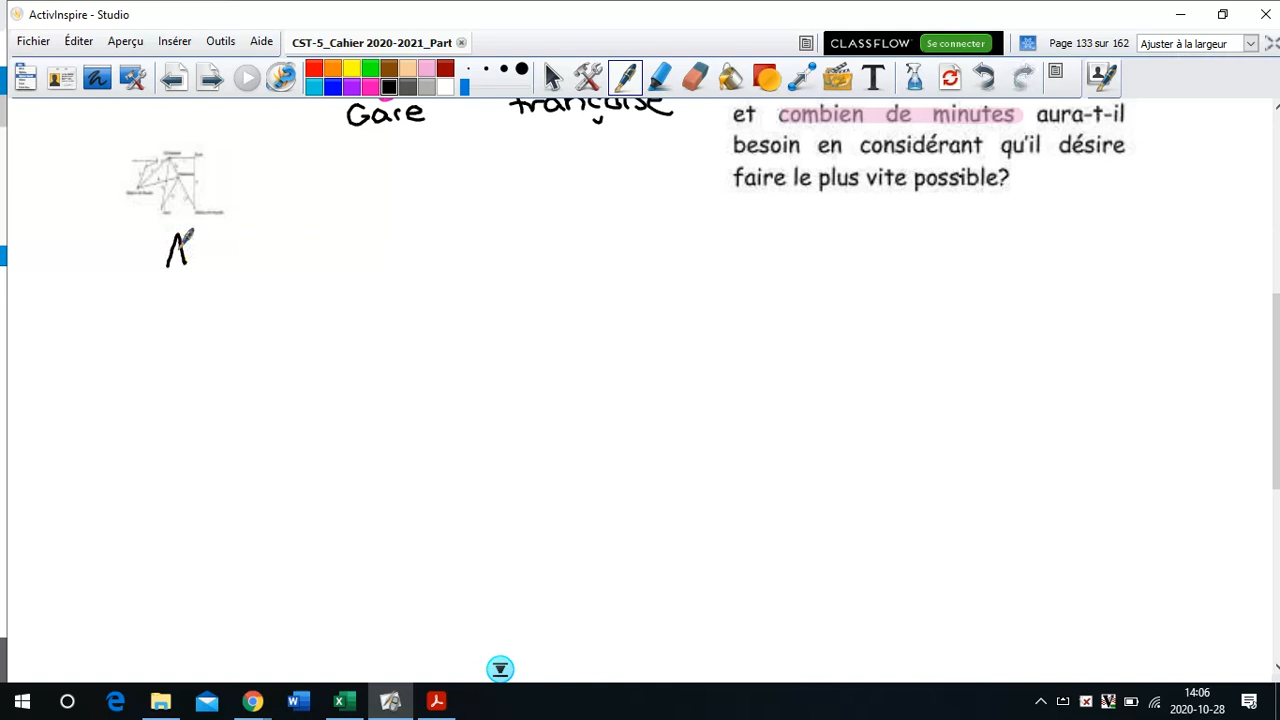 ActivInspire - Studio
Fichier Éditer Aperçu Insérer Outils Aide CST-5_Cahier 2020-2021_Part CLASSFLOW Se connecter Page 133 sur 162 Ajuster à la largeur
Gare française
et combien de minutes aura-t-il
besoin en considérant qu'il désire
faire le plus vite possible?
14:06
2020-10-28